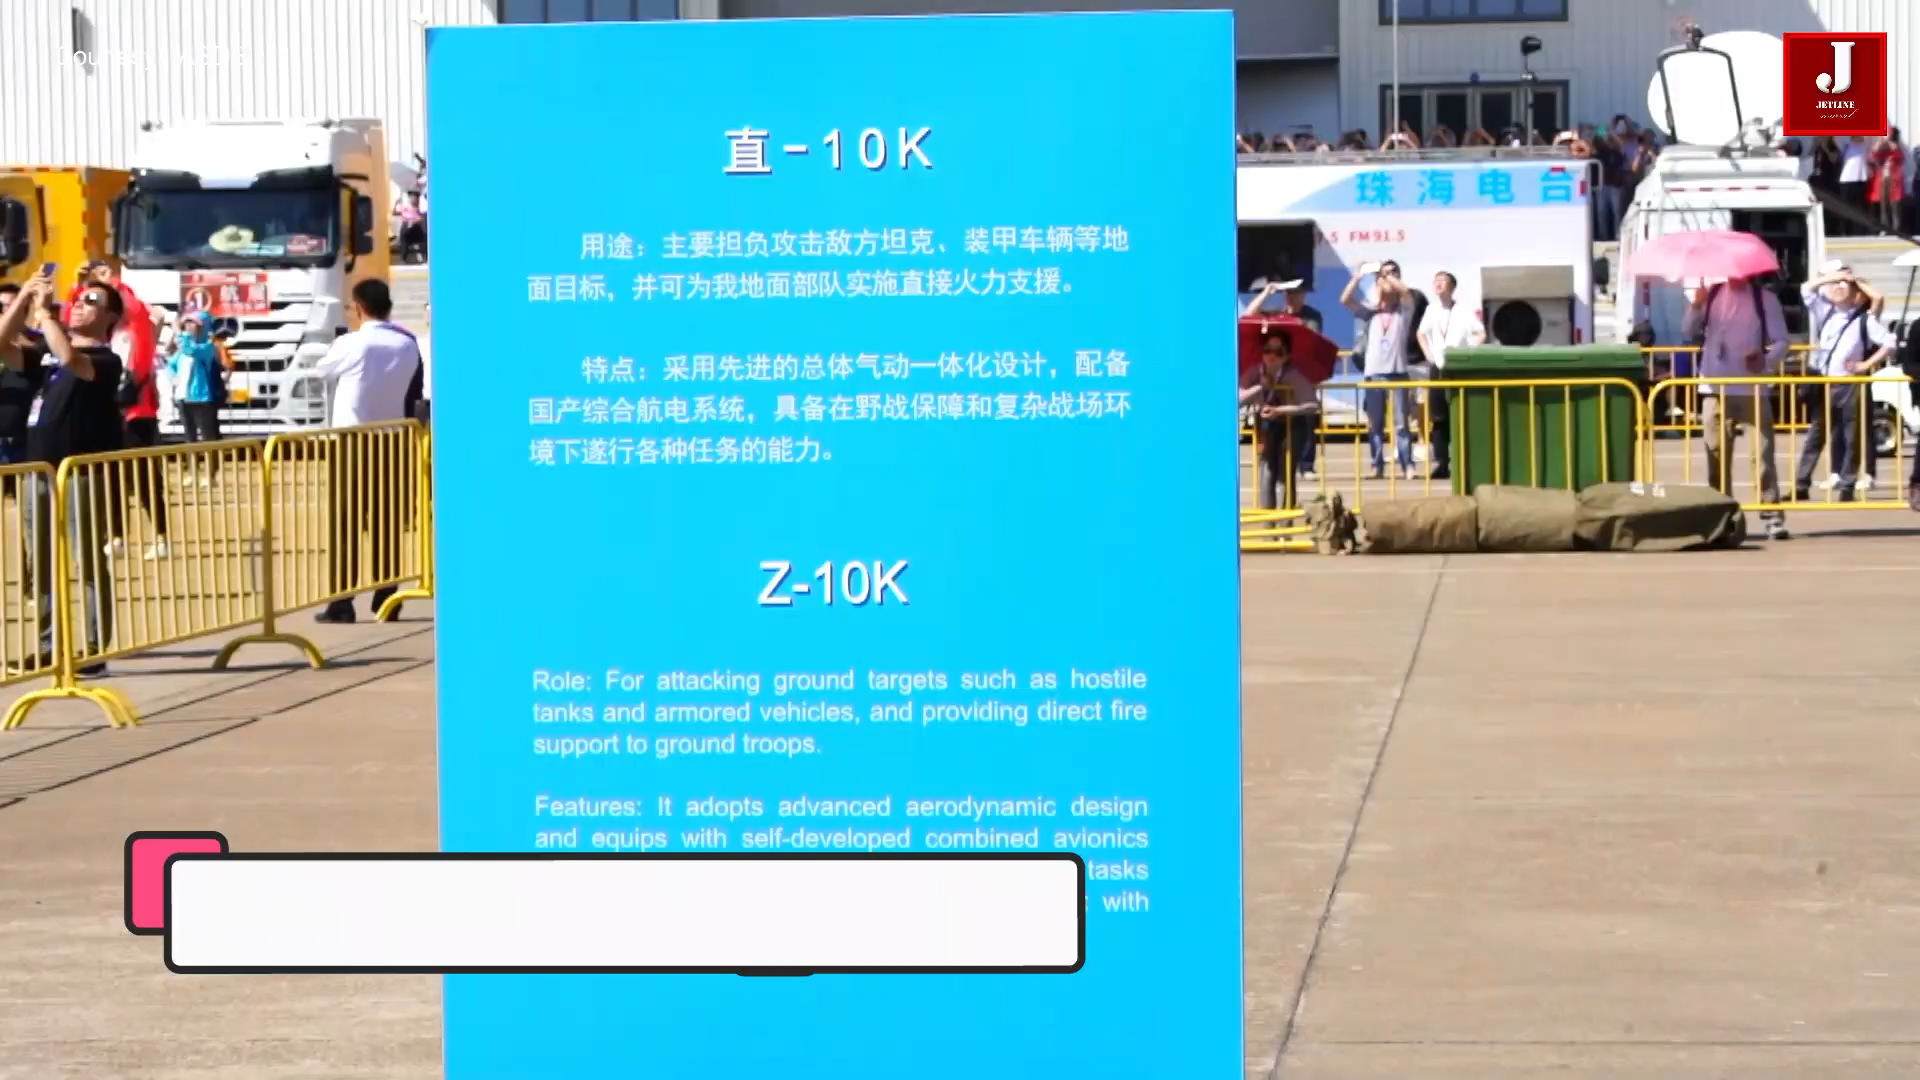 Courtesy: ASDS
J
JETLINE
直-10K
用途：主要担负攻击敌方坦克、装甲车辆等地
面目标，并可为我地面部队实施直接火力支援。
特点：采用先进的总体气动一体化设计，配备
国产综合航电系统，具备在野战保障和复杂战场环
境下遂行各种任务的能力。
Z-10K
Role: For attacking ground targets such as hostile
tanks and armored vehicles, and providing direct fire
support to ground troops.
Features: It adopts advanced aerodynamic design
and equips with self-developed combined avionics
tasks
with
珠海电台
FM91.5